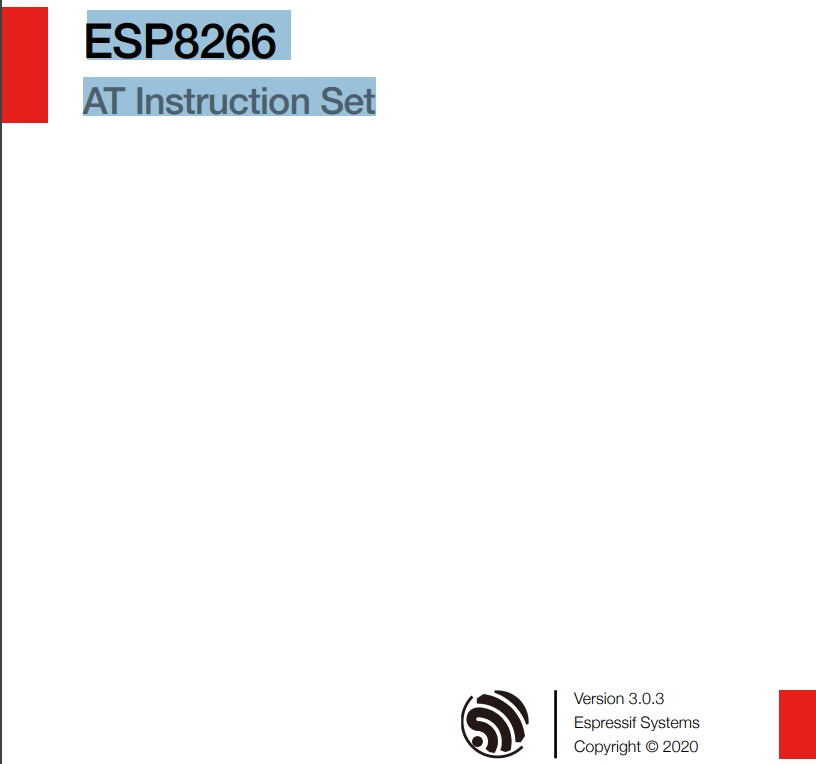 ESP8266
AT Instruction Set
Version 3.0.3
Espressif Systems
Copyright © 2020